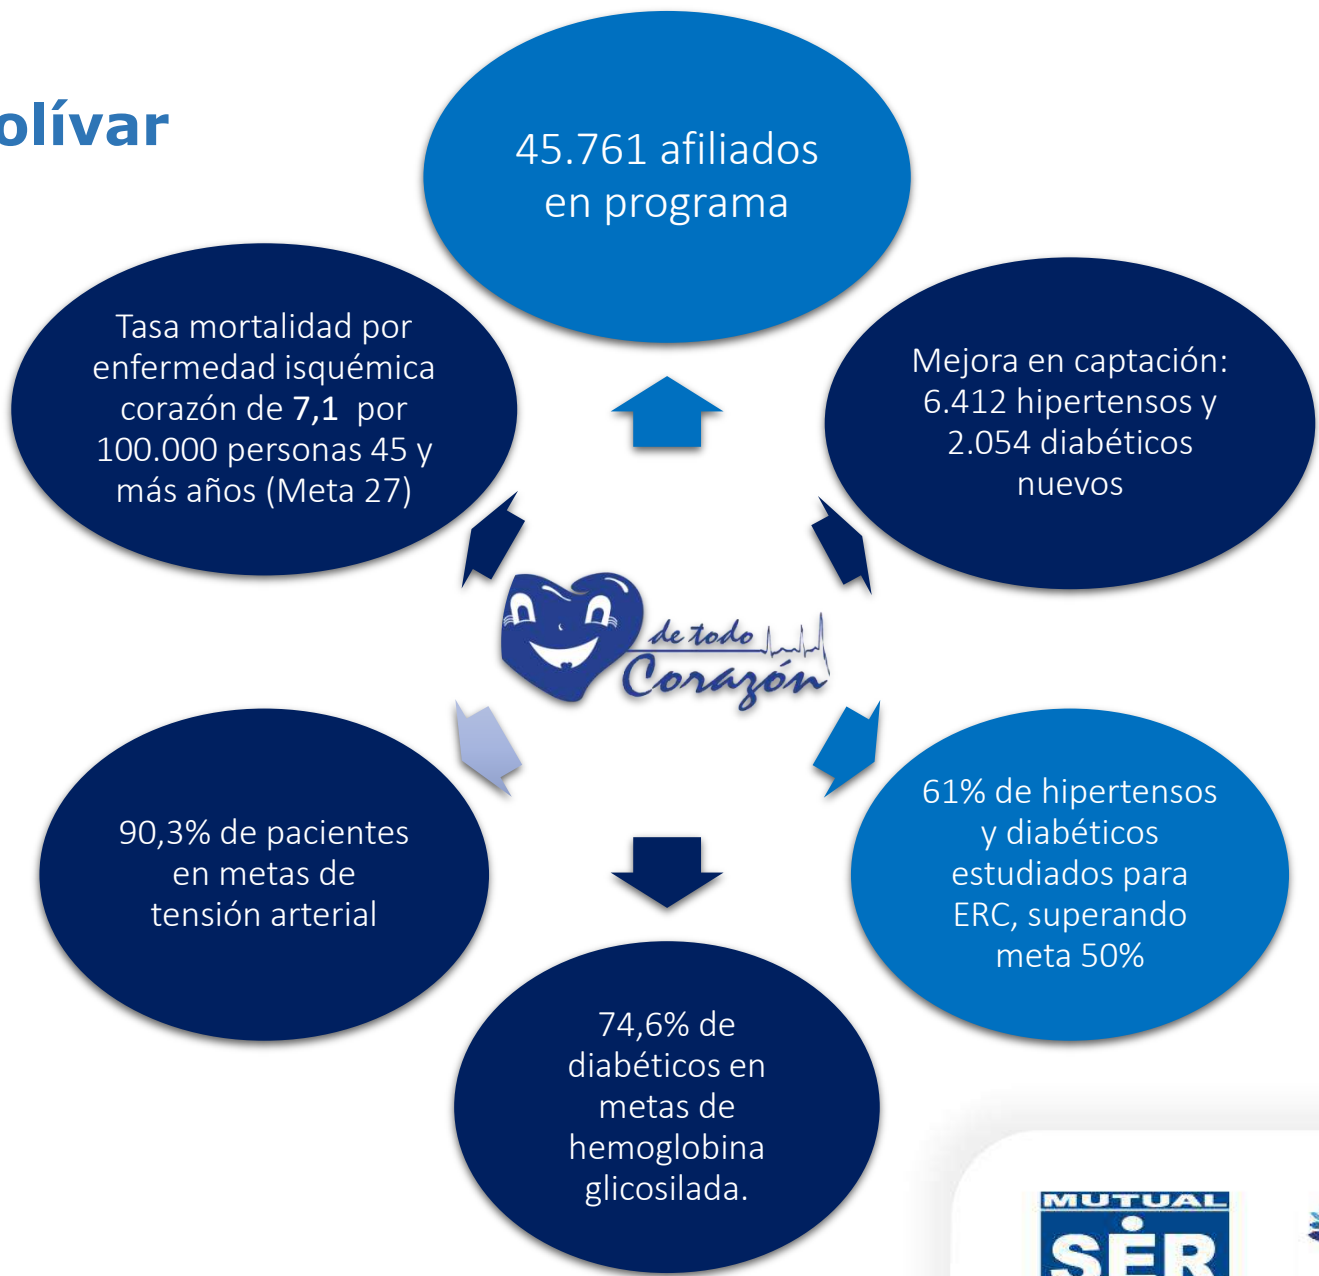 olívar
45.761 afiliados
en programa
Tasa mortalidad por
enfermedad isquémica
corazón de 7,1 por
100.000 personas 45 y
más años (Meta 27)
Mejora en captación:
6.412 hipertensos y
2.054 diabéticos
nuevos
de todo
Corazón
90,3% de pacientes
en metas de
tensión arterial
61% de hipertensos
y diabéticos
estudiados para
ERC, superando
meta 50%
74,6% de
diabéticos en
metas de
hemoglobina
glicosilada.
MUTUAL
SER